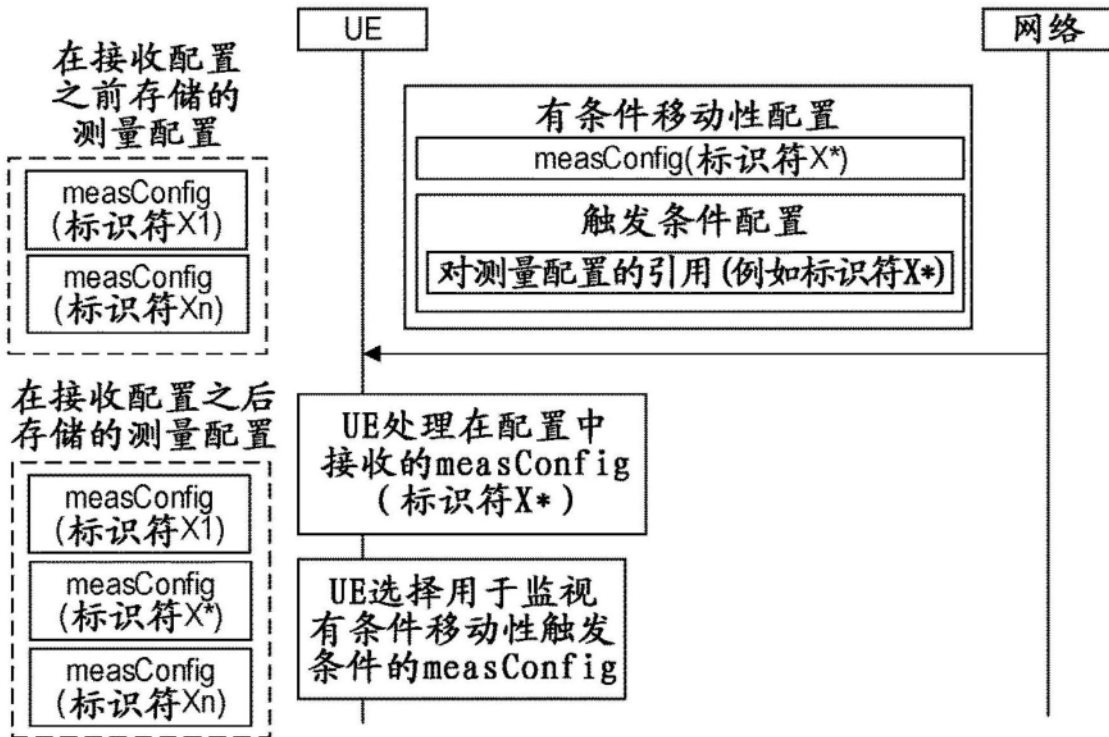 UE
网络
在接收配置
之前存储的
测量配置
measConfig
(标识符X1)
measConfig
(标识符Xn)
有条件移动性配置
measConfig(标识符X*)
触发条件配置
对测量配置的引用(例如标识符X*)
在接收配置之后
存储的测量配置
measConfig
(标识符X1)
measConfig
(标识符X*)
measConfig
(标识符Xn)
UE处理在配置中
接收的measConfig
(标识符X*)
UE选择用于监视
有条件移动性触发
条件的measConfig